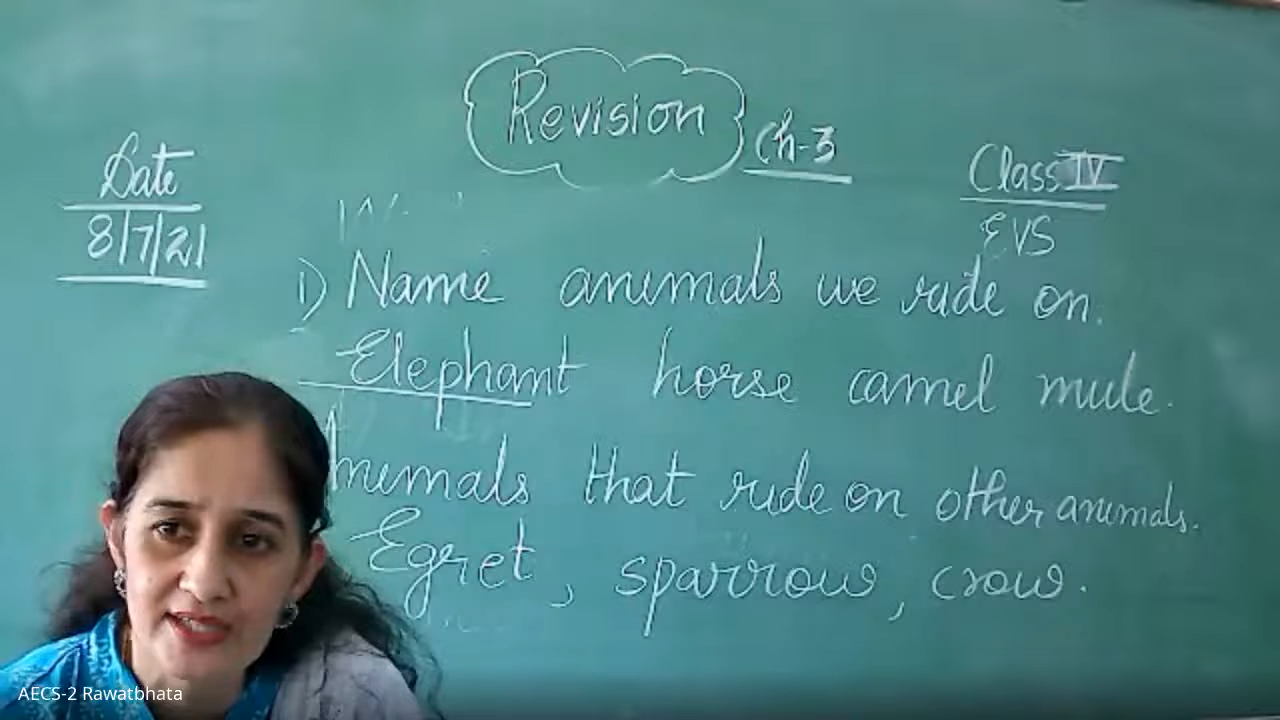 Revision Ch-3
Date
8/7/21
Class IV
EVS
1) Name animals we ride on.
Elephant horse camel mule.
Animals that ride on other animals.
Egret, sparrow, crow.
AECS-2 Rawatbhata